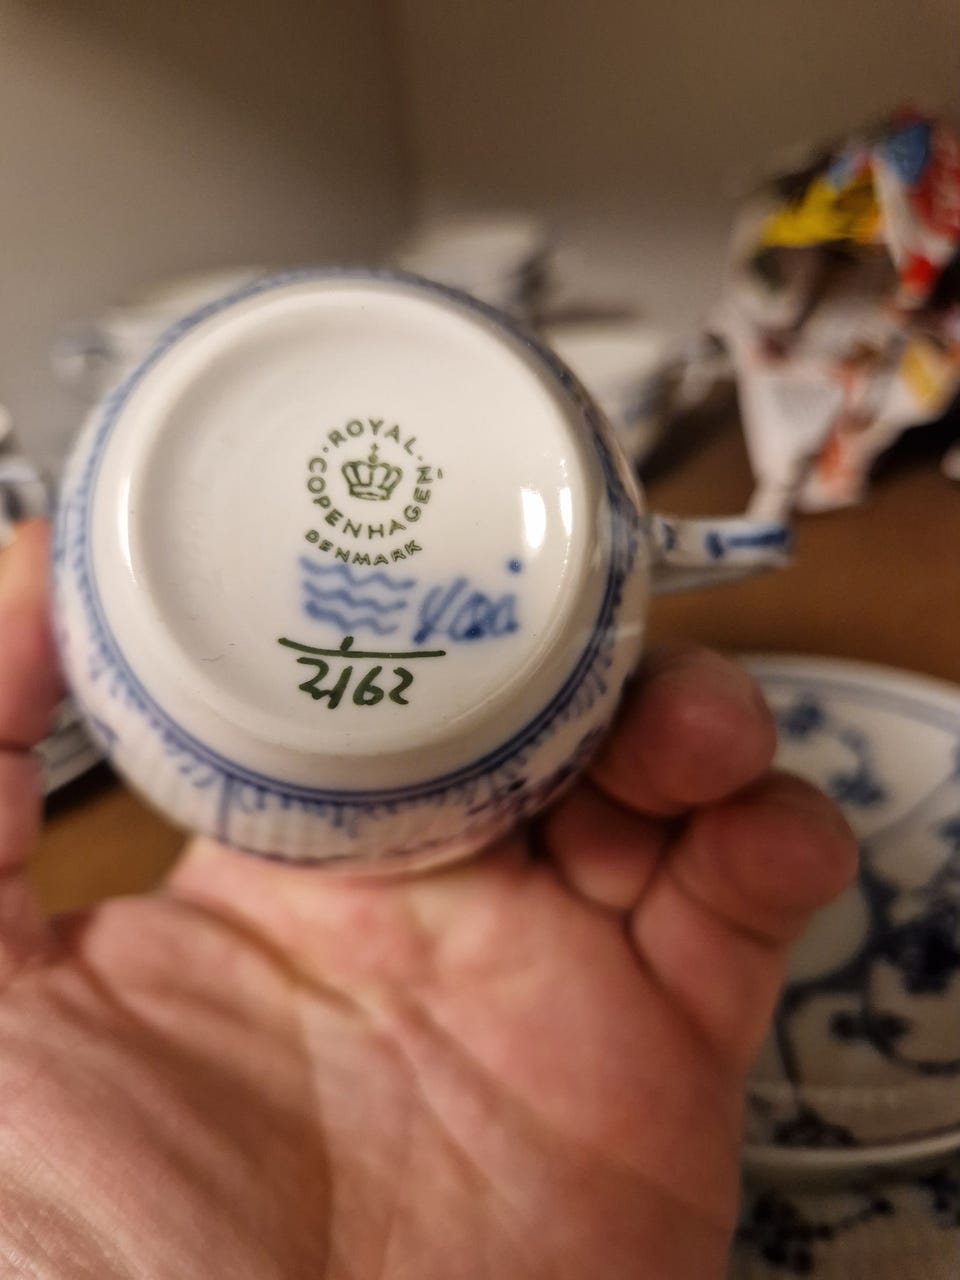 ROYAL
COPENHAGEN
DENMARK
2162